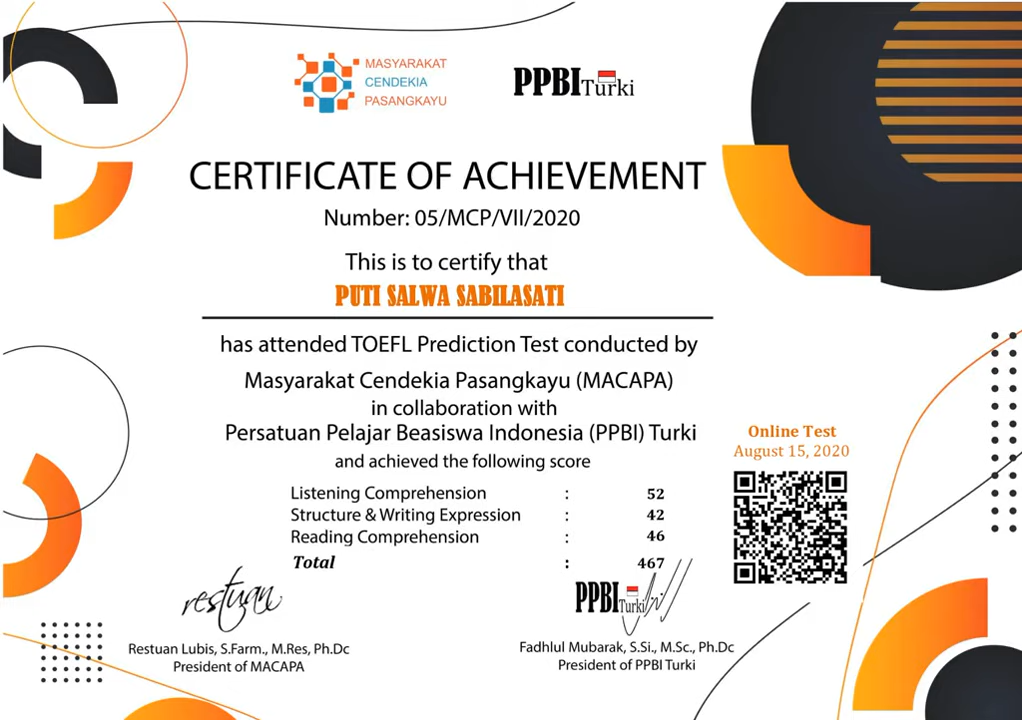 MASYARAKAT
CENDEKIA
PASANGKAYU
PPBI Turki
CERTIFICATE OF ACHIEVEMENT
Number: 05/MCP/VII/2020
This is to certify that
PUTI SALWA SABILASATI
has attended TOEFL Prediction Test conducted by
Masyarakat Cendekia Pasangkayu (MACAPA)
in collaboration with
Persatuan Pelajar Beasiswa Indonesia (PPBI) Turki
and achieved the following score
Online Test
August 15, 2020
Listening Comprehension : 52
Structure & Writing Expression : 42
Reading Comprehension : 46
Total : 467
restuan
PPBI Turki
Restuan Lubis, S.Farm., M.Res, Ph.Dc
President of MACAPA
Fadhlul Mubarak, S.Si., M.Sc., Ph.Dc
President of PPBI Turki